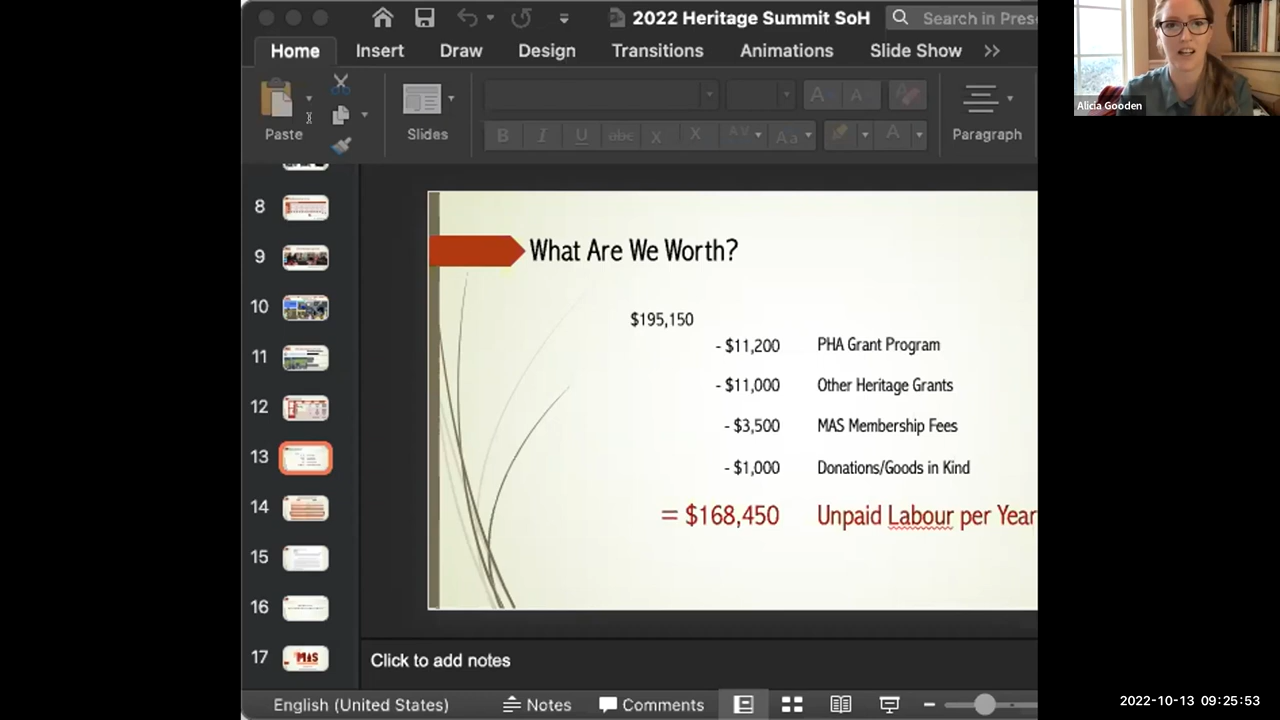 2022 Heritage Summit SoH
Search in Pres
Home Insert Draw Design Transitions Animations Slide Show >>
Alicia Gooden
Paste
Slides
B I U abc X X AV Aa A
Paragraph
8
9
10
11
12
13
14
15
16
17
MAS
What Are We Worth?
$195,150
- $11,200 PHA Grant Program
- $11,000 Other Heritage Grants
- $3,500 MAS Membership Fees
- $1,000 Donations/Goods in Kind
= $168,450 Unpaid Labour per Year
Click to add notes
English (United States) Notes Comments
2022-10-13 09:25:53